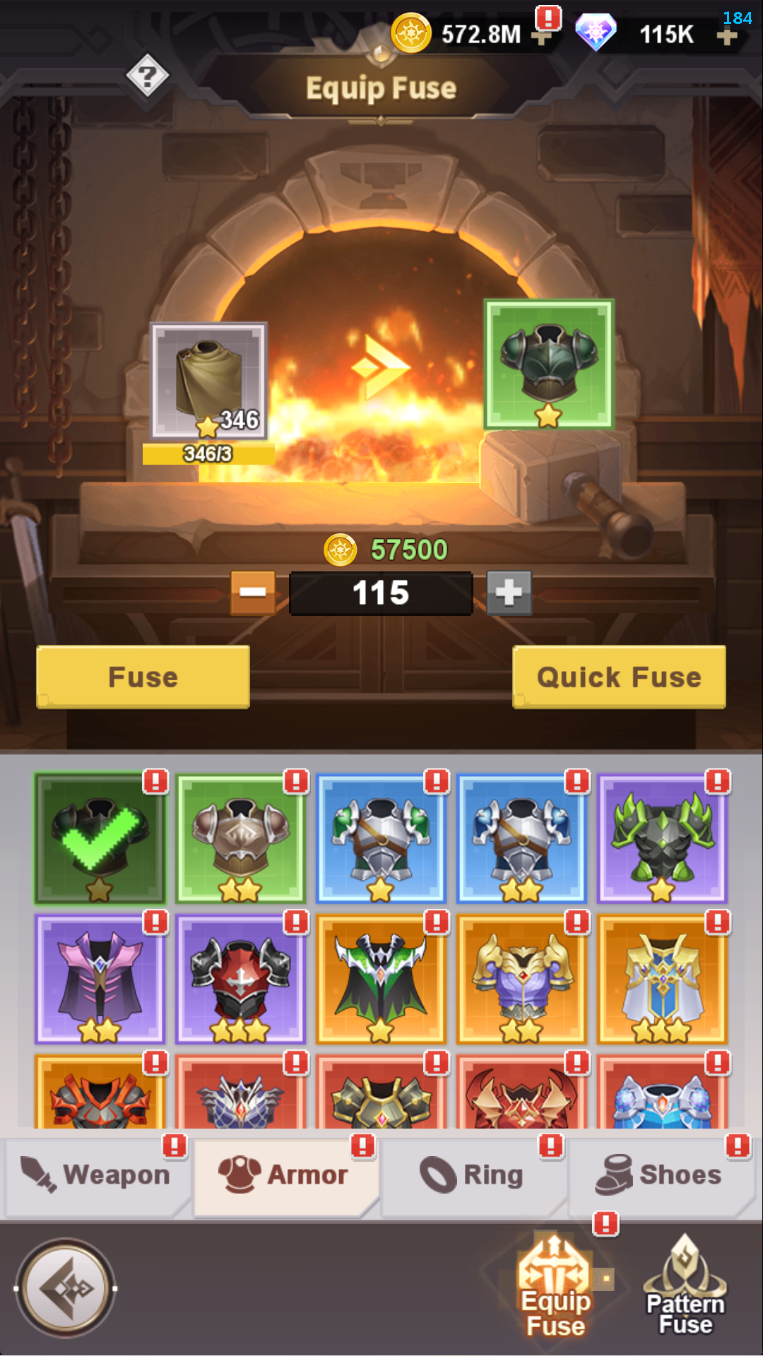 184
572.8M
115K
?
Equip Fuse
346
346/3
57500
115
Fuse
Quick Fuse
Weapon
Armor
Ring
Shoes
Equip
Fuse
Pattern
Fuse